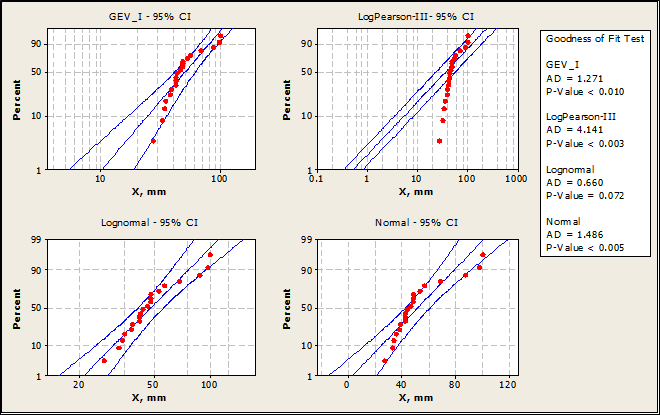 GEV_I - 95% CI
LogPearson-III- 95% CI
Percent
90
50
10
1
10
100
X, mm
Percent
90
50
10
1
0.1
1
10
100
1000
X, mm
Goodness of Fit Test
GEV_I
AD = 1.271
P-Value < 0.010
LogPearson-III
AD = 4.141
P-Value < 0.003
Lognormal
AD = 0.660
P-Value = 0.072
Normal
AD = 1.486
P-Value < 0.005
Lognomal - 95% CI
Normal - 95% CI
Percent
99
90
50
10
1
20
50
100
X, mm
Percent
99
90
50
10
1
0
40
80
120
X, mm